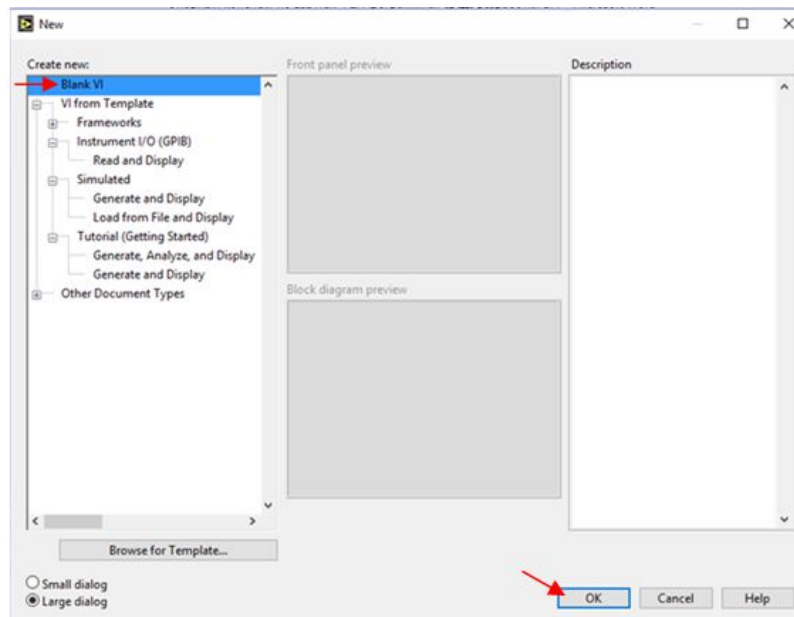 New
Create new:
Blank VI
VI from Template
Frameworks
Instrument I/O (GPIB)
Read and Display
Simulated
Generate and Display
Load from File and Display
Tutorial (Getting Started)
Generate, Analyze, and Display
Generate and Display
Other Document Types
Browse for Template...
Small dialog
Large dialog
Front panel preview
Block diagram preview
Description
OK
Cancel
Help